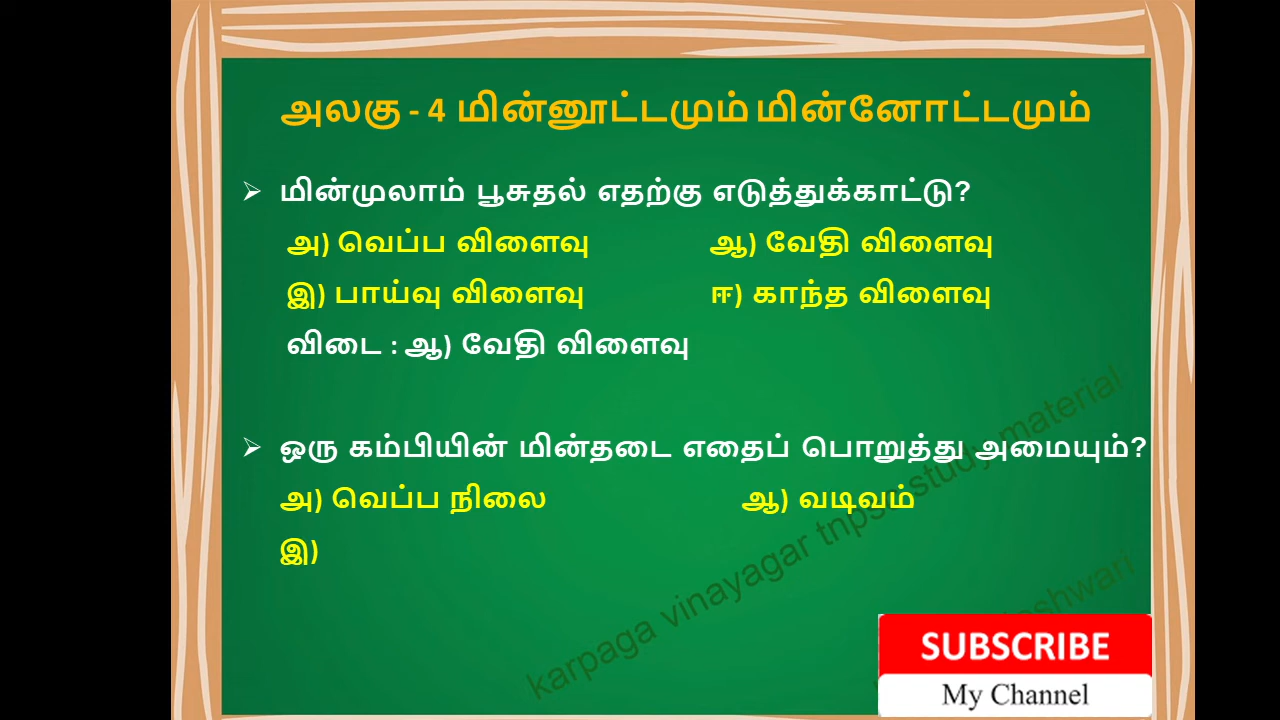 அலகு - 4 மின்னூட்டமும் மின்னோட்டமும்
➢ மின்முலாம் பூசுதல் எதற்கு எடுத்துக்காட்டு?
அ) வெப்ப விளைவு ஆ) வேதி விளைவு
இ) பாய்வு விளைவு ஈ) காந்த விளைவு
விடை : ஆ) வேதி விளைவு
➢ ஒரு கம்பியின் மின்தடை எதைப் பொறுத்து அமையும்?
அ) வெப்ப நிலை ஆ) வடிவம்
இ)
karpaga vinayagar tnpsc study material
SUBSCRIBE
My Channel